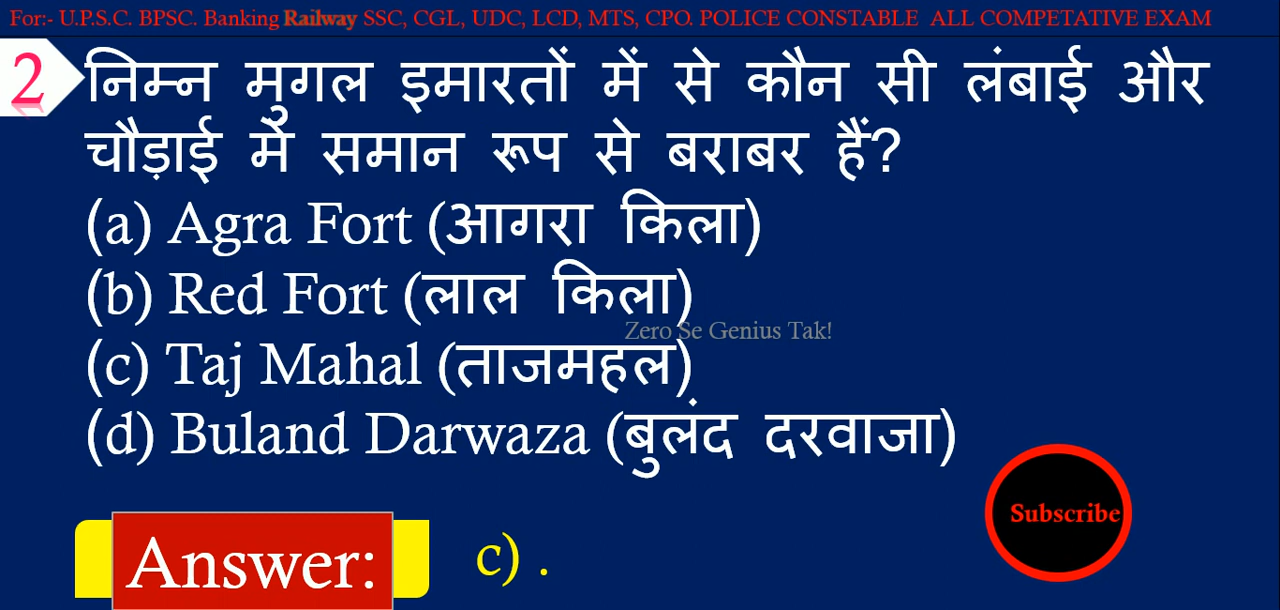 For:- U.P.S.C. BPSC. Banking Railway SSC, CGL, UDC, LCD, MTS, CPO. POLICE CONSTABLE ALL COMPETATIVE EXAM
2
निम्न मुगल इमारतों में से कौन सी लंबाई और
चौड़ाई में समान रूप से बराबर हैं?
(a) Agra Fort (आगरा किला)
(b) Red Fort (लाल किला)
Zero Se Genius Tak!
(c) Taj Mahal (ताजमहल)
(d) Buland Darwaza (बुलंद दरवाजा)
Subscribe
Answer: c) .